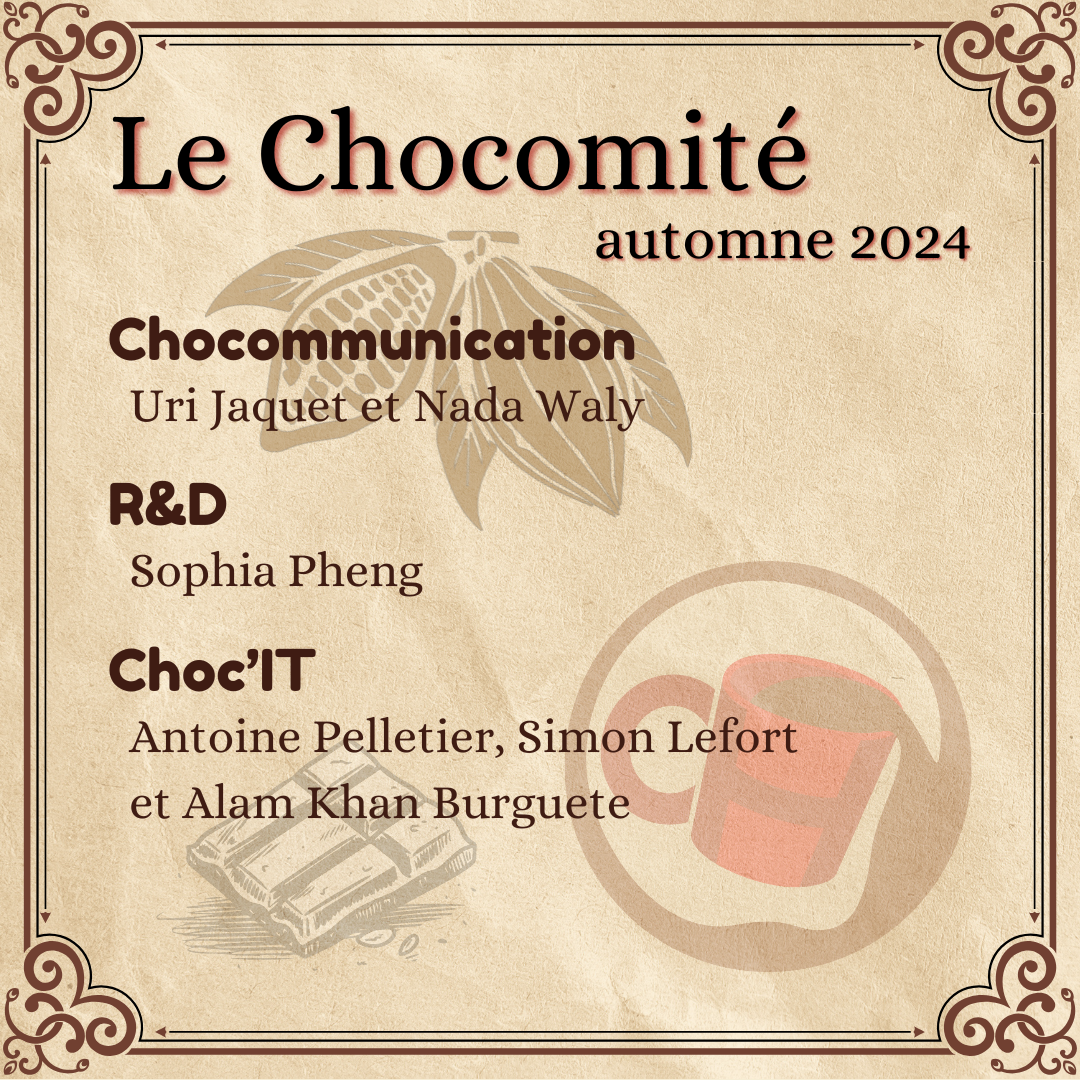 Le Chocomité
automne 2024
Chocommunication
Uri Jaquet et Nada Waly
R&D
Sophia Pheng
Choc’IT
Antoine Pelletier, Simon Lefort
et Alam Khan Burguete